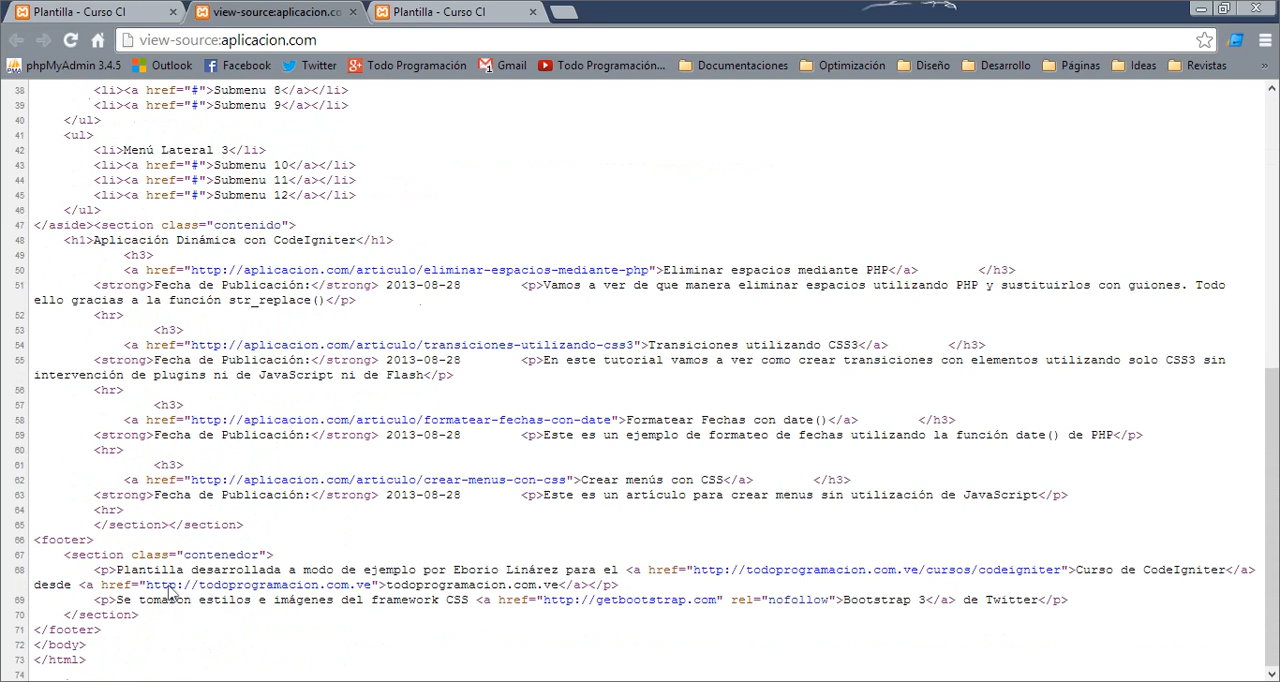 Plantilla - Curso CI × view-source:aplicacion.co × Plantilla - Curso CI ×
view-source:aplicacion.com
phpMyAdmin 3.4.5 Outlook Facebook Twitter Todo Programación Gmail Todo Programación... Documentaciones Optimización Diseño Desarrollo Páginas Ideas Revistas »
38 <li><a href="#">Submenu 8</a></li>
39 <li><a href="#">Submenu 9</a></li>
40 </ul>
41 <ul>
42 <li>Menú Lateral 3</li>
43 <li><a href="#">Submenu 10</a></li>
44 <li><a href="#">Submenu 11</a></li>
45 <li><a href="#">Submenu 12</a></li>
46 </ul>
47 </aside><section class="contenido">
48 <h1>Aplicación Dinámica con CodeIgniter</h1>
49 <h3>
50 <a href="http://aplicacion.com/articulo/eliminar-espacios-mediante-php">Eliminar espacios mediante PHP</a> </h3>
51 <strong>Fecha de Publicación:</strong> 2013-08-28 <p>Vamos a ver de que manera eliminar espacios utilizando PHP y sustituirlos con guiones. Todo
ello gracias a la función str_replace()</p>
52 <hr>
53 <h3>
54 <a href="http://aplicacion.com/articulo/transiciones-utilizando-css3">Transiciones utilizando CSS3</a> </h3>
55 <strong>Fecha de Publicación:</strong> 2013-08-28 <p>En este tutorial vamos a ver como crear transiciones con elementos utilizando solo CSS3 sin
intervención de plugins ni de JavaScript ni de Flash</p>
56 <hr>
57 <h3>
58 <a href="http://aplicacion.com/articulo/formatear-fechas-con-date">Formatear Fechas con date()</a> </h3>
59 <strong>Fecha de Publicación:</strong> 2013-08-28 <p>Este es un ejemplo de formateo de fechas utilizando la función date() de PHP</p>
60 <hr>
61 <h3>
62 <a href="http://aplicacion.com/articulo/crear-menus-con-css">Crear menús con CSS</a> </h3>
63 <strong>Fecha de Publicación:</strong> 2013-08-28 <p>Este es un artículo para crear menus sin utilización de JavaScript</p>
64 <hr>
65 </section></section>
66 <footer>
67 <section class="contenedor">
68 <p>Plantilla desarrollada a modo de ejemplo por Eborio Linárez para el <a href="http://todoprogramacion.com.ve/cursos/codeigniter">Curso de CodeIgniter</a>
desde <a href="http://todoprogramacion.com.ve">todoprogramacion.com.ve</a></p>
69 <p>Se tomaron estilos e imágenes del framework CSS <a href="http://getbootstrap.com" rel="nofollow">Bootstrap 3</a> de Twitter</p>
70 </section>
71 </footer>
72 </body>
73 </html>
74